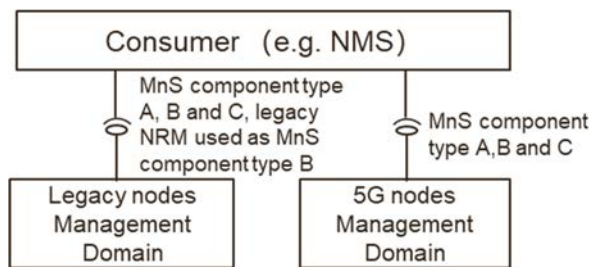 Consumer (e.g. NMS)
MnS component type
A, B and C, legacy
NRM used as MnS
component type B
MnS component
type A,B and C
Legacy nodes
Management
Domain
5G nodes
Management
Domain